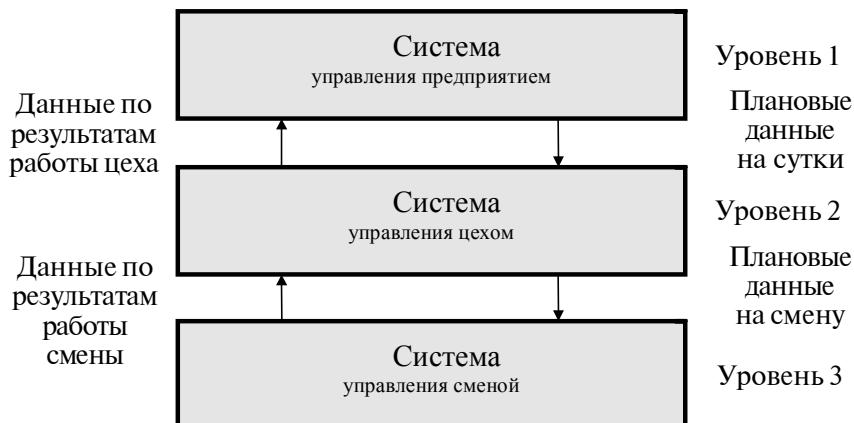 Система
управления предприятием
Уровень 1
Данные по
результатам
работы цеха
Плановые
данные
на сутки
Система
управления цехом
Уровень 2
Данные по
результатам
работы
смены
Плановые
данные
на смену
Система
управления сменой
Уровень 3